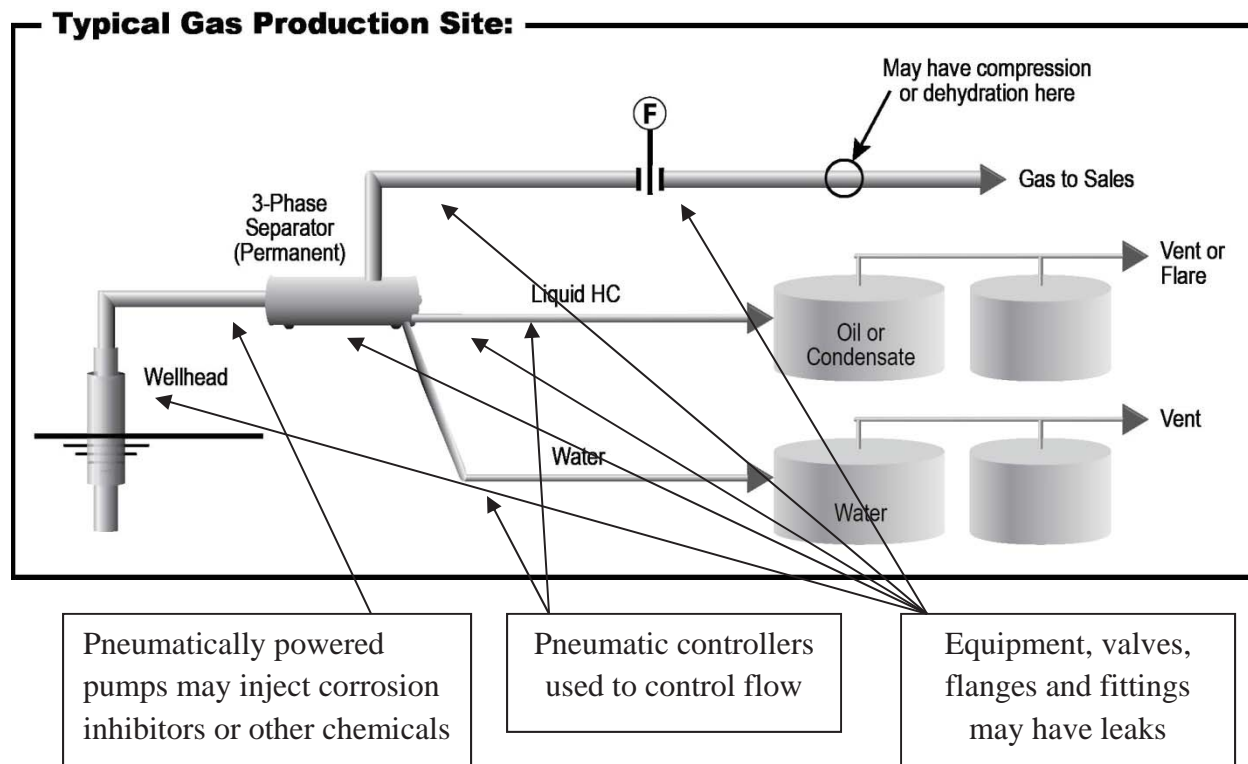 Typical Gas Production Site:
May have compression
or dehydration here
F
Gas to Sales
3-Phase
Separator
(Permanent)
Vent or
Flare
Liquid HC
Oil or
Condensate
Wellhead
Vent
Water
Water
Pneumatically powered
pumps may inject corrosion
inhibitors or other chemicals
Pneumatic controllers
used to control flow
Equipment, valves,
flanges and fittings
may have leaks